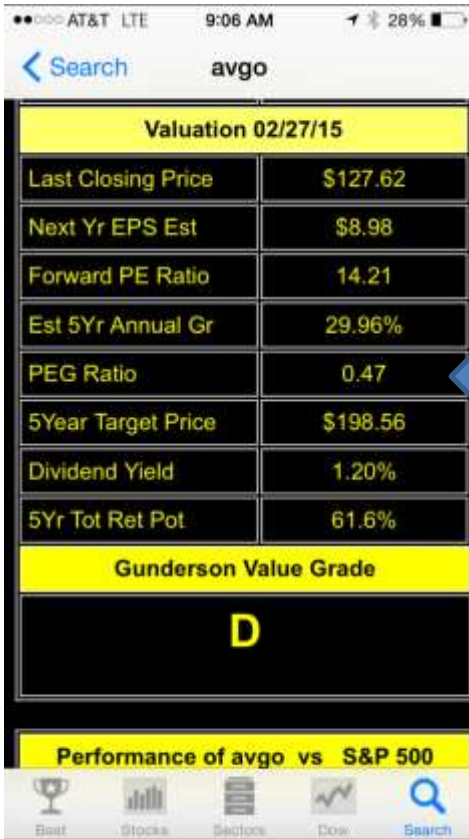 AT&T LTE 9:06 AM 28%
Search avgo
Valuation 02/27/15
Last Closing Price $127.62
Next Yr EPS Est $8.98
Forward PE Ratio 14.21
Est 5Yr Annual Gr 29.96%
PEG Ratio 0.47
5Year Target Price $198.56
Dividend Yield 1.20%
5Yr Tot Ret Pot 61.6%
Gunderson Value Grade
D
Performance of avgo vs S&P 500
Best Stocks Sectors Dow Search